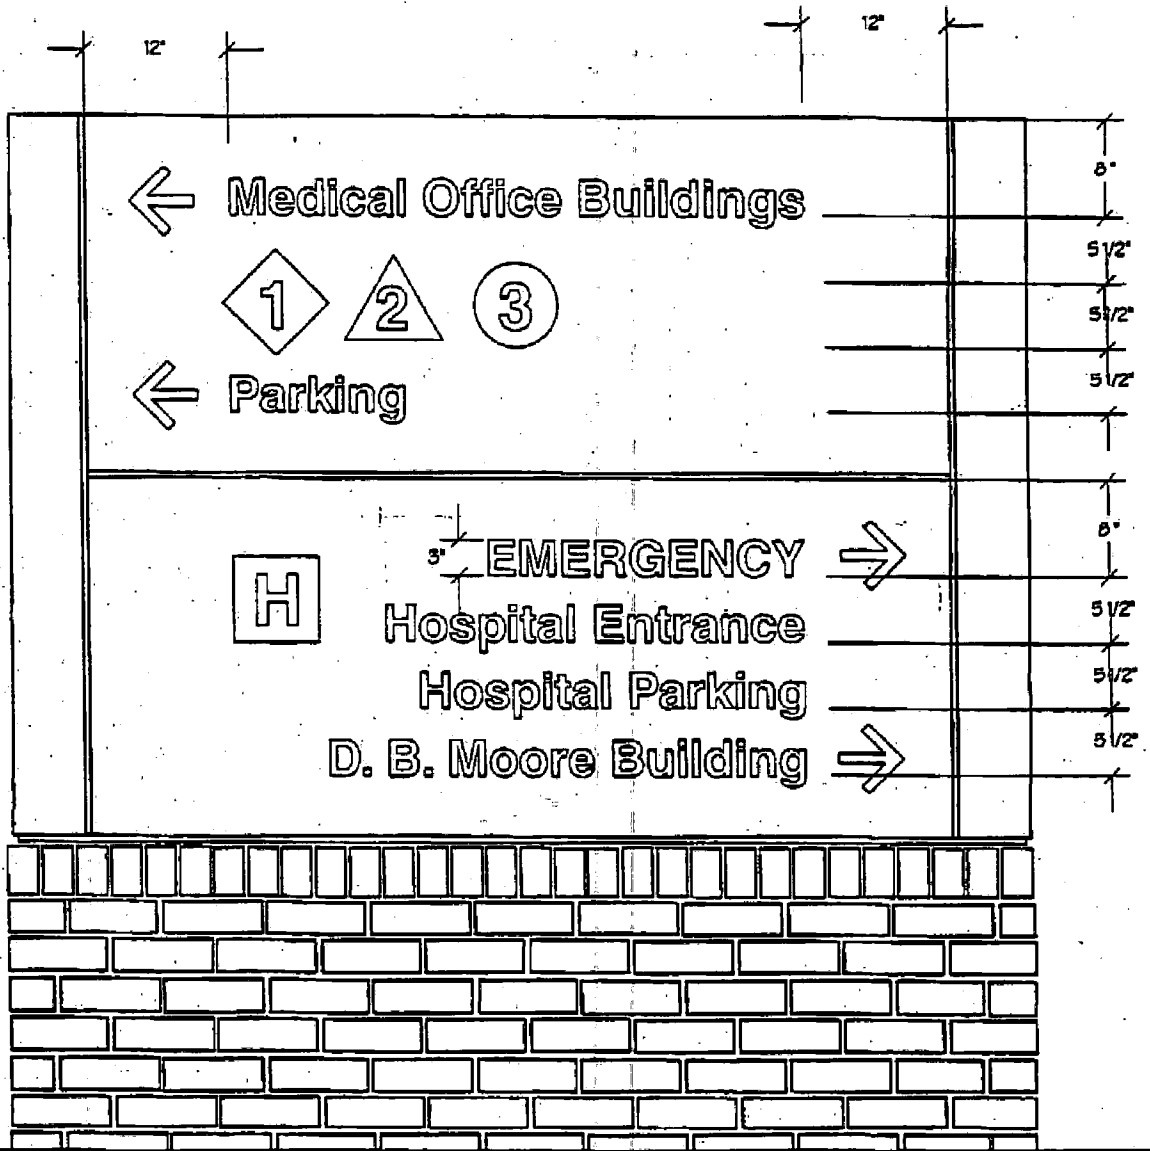 12" 12"
8"
← Medical Office Buildings
5 1/2"
1 2 3
5 1/2"
5 1/2"
← Parking
8"
3" EMERGENCY →
H
Hospital Entrance
5 1/2"
Hospital Parking
5 1/2"
5 1/2"
D. B. Moore Building →